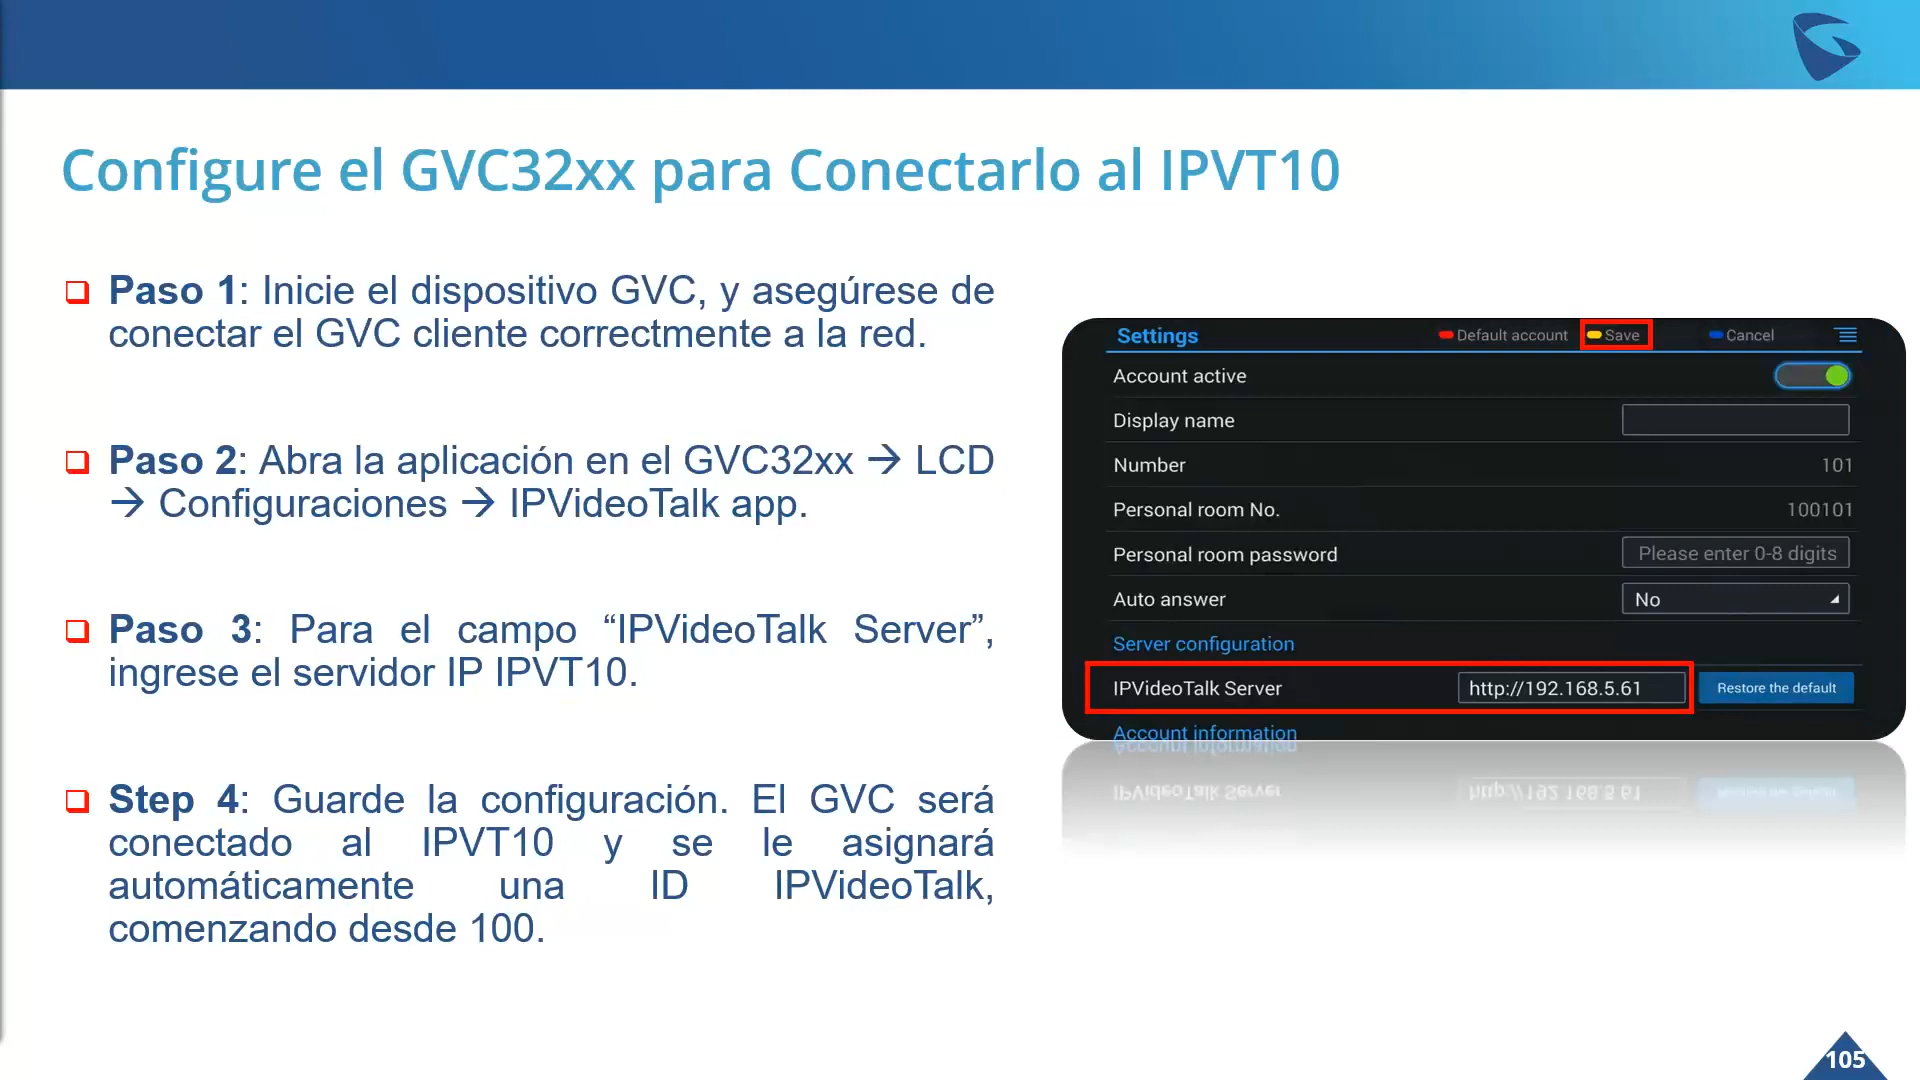 Configure el GVC32xx para Conectarlo al IPVT10
Paso 1: Inicie el dispositivo GVC, y asegúrese de
conectar el GVC cliente correctmente a la red.
Paso 2: Abra la aplicación en el GVC32xx → LCD
→ Configuraciones → IPVideoTalk app.
Paso 3: Para el campo “IPVideoTalk Server”,
ingrese el servidor IP IPVT10.
Step 4: Guarde la configuración. El GVC será
conectado al IPVT10 y se le asignará
automáticamente una ID IPVideoTalk,
comenzando desde 100.
Settings Default account Save Cancel
Account active
Display name
Number 101
Personal room No. 100101
Personal room password Please enter 0-8 digits
Auto answer No
Server configuration
IPVideoTalk Server http://192.168.5.61 Restore the default
Account information
105